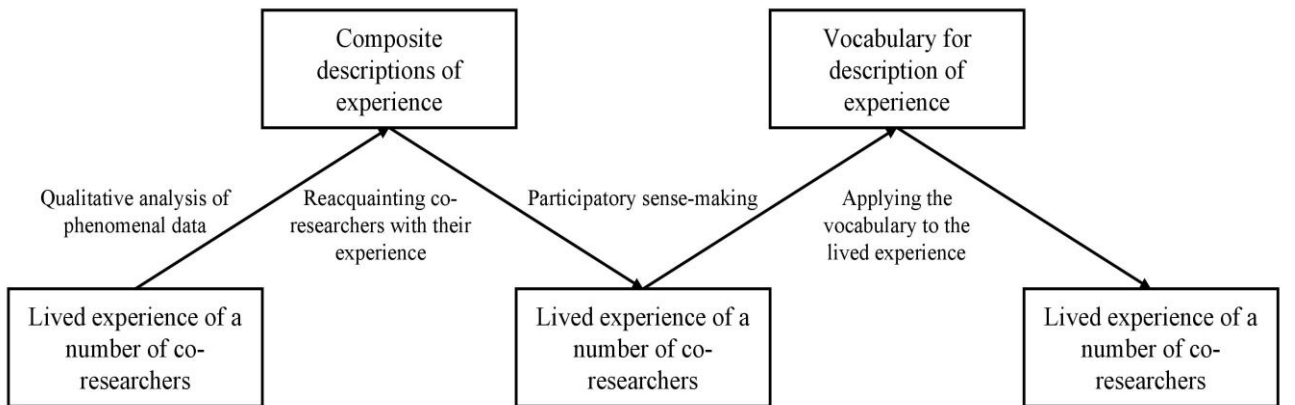 Composite
descriptions of
experience
Vocabulary for
description of
experience
Qualitative analysis of
phenomenal data
Reacquainting co-
researchers with their
experience
Participatory sense-making
Applying the
vocabulary to the
lived experience
Lived experience of a
number of co-
researchers
Lived experience of a
number of co-
researchers
Lived experience of a
number of co-
researchers